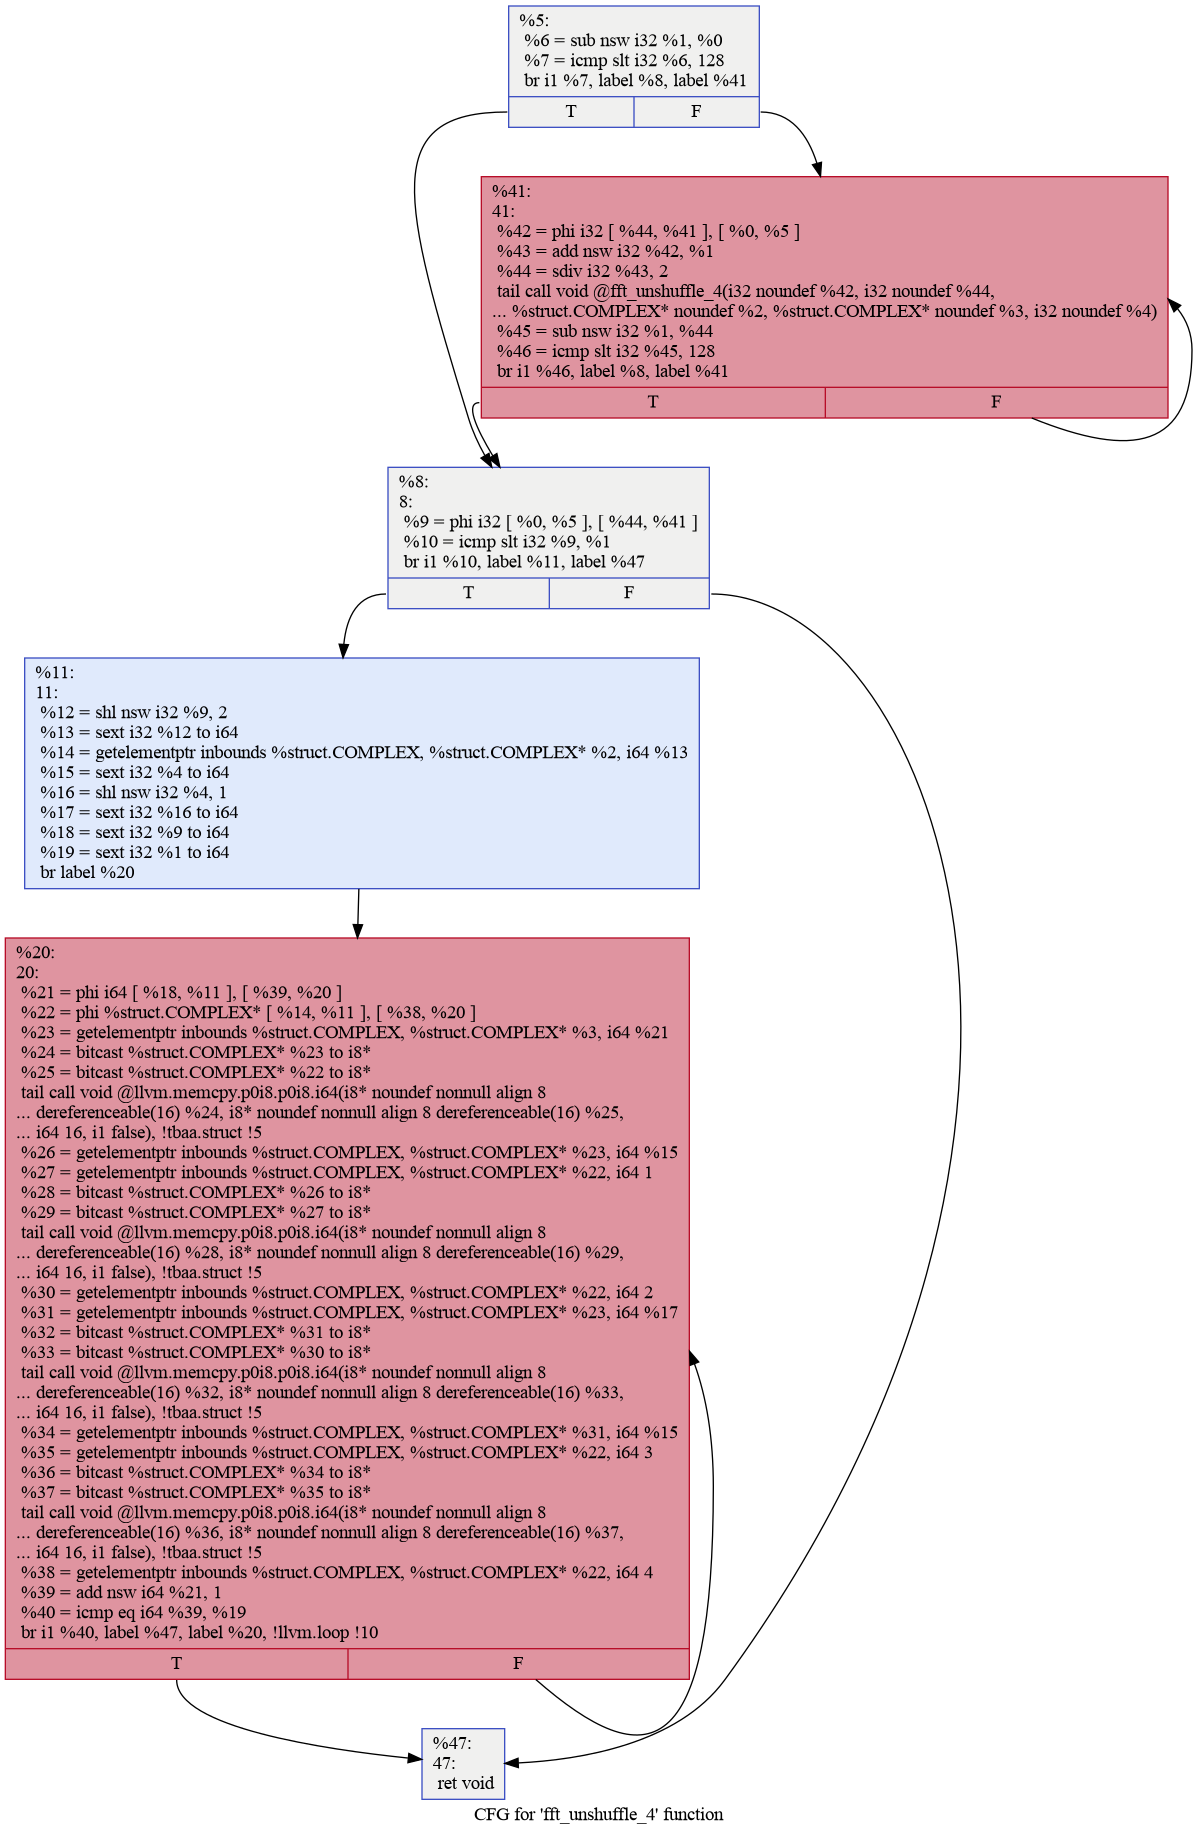 %5:
%6 = sub nsw i32 %1, %0
%7 = icmp slt i32 %6, 128
br i1 %7, label %8, label %41
T F
%41:
41:
%42 = phi i32 [ %44, %41 ], [ %0, %5 ]
%43 = add nsw i32 %42, %1
%44 = sdiv i32 %43, 2
tail call void @fft_unshuffle_4(i32 noundef %42, i32 noundef %44,
... %struct.COMPLEX* noundef %2, %struct.COMPLEX* noundef %3, i32 noundef %4)
%45 = sub nsw i32 %1, %44
%46 = icmp slt i32 %45, 128
br i1 %46, label %8, label %41
T F
%8:
8:
%9 = phi i32 [ %0, %5 ], [ %44, %41 ]
%10 = icmp slt i32 %9, %1
br i1 %10, label %11, label %47
T F
%11:
11:
%12 = shl nsw i32 %9, 2
%13 = sext i32 %12 to i64
%14 = getelementptr inbounds %struct.COMPLEX, %struct.COMPLEX* %2, i64 %13
%15 = sext i32 %4 to i64
%16 = shl nsw i32 %4, 1
%17 = sext i32 %16 to i64
%18 = sext i32 %9 to i64
%19 = sext i32 %1 to i64
br label %20
%20:
20:
%21 = phi i64 [ %18, %11 ], [ %39, %20 ]
%22 = phi %struct.COMPLEX* [ %14, %11 ], [ %38, %20 ]
%23 = getelementptr inbounds %struct.COMPLEX, %struct.COMPLEX* %3, i64 %21
%24 = bitcast %struct.COMPLEX* %23 to i8*
%25 = bitcast %struct.COMPLEX* %22 to i8*
tail call void @llvm.memcpy.p0i8.p0i8.i64(i8* noundef nonnull align 8
... dereferenceable(16) %24, i8* noundef nonnull align 8 dereferenceable(16) %25,
... i64 16, i1 false), !tbaa.struct !5
%26 = getelementptr inbounds %struct.COMPLEX, %struct.COMPLEX* %23, i64 %15
%27 = getelementptr inbounds %struct.COMPLEX, %struct.COMPLEX* %22, i64 1
%28 = bitcast %struct.COMPLEX* %26 to i8*
%29 = bitcast %struct.COMPLEX* %27 to i8*
tail call void @llvm.memcpy.p0i8.p0i8.i64(i8* noundef nonnull align 8
... dereferenceable(16) %28, i8* noundef nonnull align 8 dereferenceable(16) %29,
... i64 16, i1 false), !tbaa.struct !5
%30 = getelementptr inbounds %struct.COMPLEX, %struct.COMPLEX* %22, i64 2
%31 = getelementptr inbounds %struct.COMPLEX, %struct.COMPLEX* %23, i64 %17
%32 = bitcast %struct.COMPLEX* %31 to i8*
%33 = bitcast %struct.COMPLEX* %30 to i8*
tail call void @llvm.memcpy.p0i8.p0i8.i64(i8* noundef nonnull align 8
... dereferenceable(16) %32, i8* noundef nonnull align 8 dereferenceable(16) %33,
... i64 16, i1 false), !tbaa.struct !5
%34 = getelementptr inbounds %struct.COMPLEX, %struct.COMPLEX* %31, i64 %15
%35 = getelementptr inbounds %struct.COMPLEX, %struct.COMPLEX* %22, i64 3
%36 = bitcast %struct.COMPLEX* %34 to i8*
%37 = bitcast %struct.COMPLEX* %35 to i8*
tail call void @llvm.memcpy.p0i8.p0i8.i64(i8* noundef nonnull align 8
... dereferenceable(16) %36, i8* noundef nonnull align 8 dereferenceable(16) %37,
... i64 16, i1 false), !tbaa.struct !5
%38 = getelementptr inbounds %struct.COMPLEX, %struct.COMPLEX* %22, i64 4
%39 = add nsw i64 %21, 1
%40 = icmp eq i64 %39, %19
br i1 %40, label %47, label %20, !llvm.loop !10
T F
%47:
47:
ret void
CFG for 'fft_unshuffle_4' function